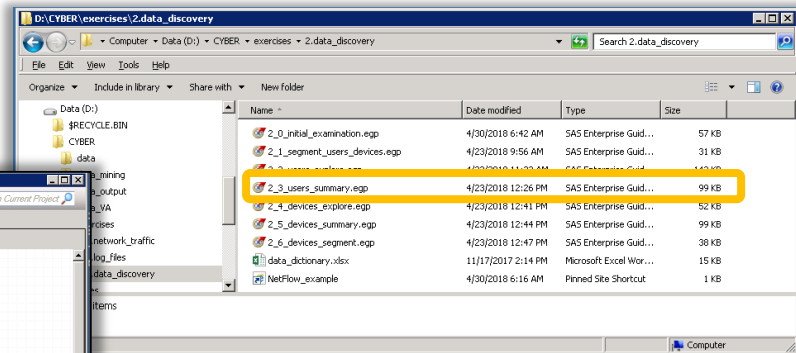 D:\CYBER\exercises\2.data_discovery
Computer Data (D:) CYBER exercises 2.data_discovery
Search 2.data_discovery
File Edit View Tools Help
Organize Include in library Share with New folder
Data (D:)
$RECYCLE.BIN
CYBER
data
a_mining
a_output
a_VA
rcises
.network_traffic
.log_files
.data_discovery
Name Date modified Type Size
2_0_initial_examination.egp 4/30/2018 6:42 AM SAS Enterprise Guid... 57 KB
2_1_segment_users_devices.egp 4/23/2018 9:56 AM SAS Enterprise Guid... 31 KB
2_3_users_summary.egp 4/23/2018 12:26 PM SAS Enterprise Guid... 99 KB
2_4_devices_explore.egp 4/23/2018 12:41 PM SAS Enterprise Guid... 52 KB
2_5_devices_summary.egp 4/23/2018 12:44 PM SAS Enterprise Guid... 99 KB
2_6_devices_segment.egp 4/23/2018 12:47 PM SAS Enterprise Guid... 38 KB
data_dictionary.xlsx 11/17/2017 2:14 PM Microsoft Excel Wor... 15 KB
NetFlow_example 4/30/2018 6:16 AM Pinned Site Shortcut 1 KB
items
Computer
Current Project